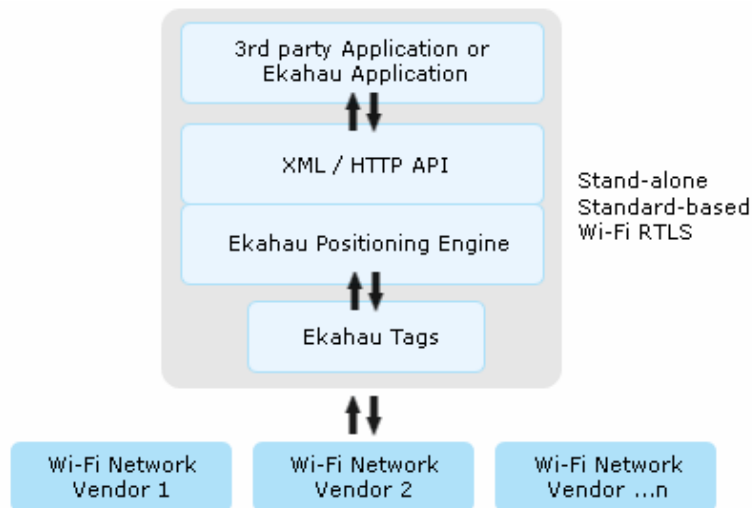 3rd party Application or
Ekahau Application
XML / HTTP API
Stand-alone
Standard-based
Wi-Fi RTLS
Ekahau Positioning Engine
Ekahau Tags
Wi-Fi Network
Vendor 1
Wi-Fi Network
Vendor 2
Wi-Fi Network
Vendor ...n